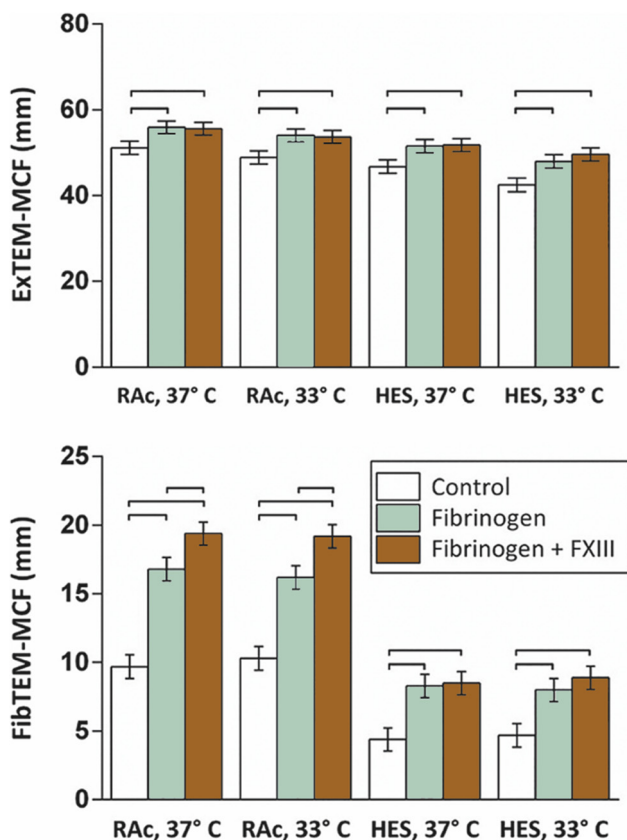 80
60
40
20
0
ExTEM-MCF (mm)
RAc, 37° C
RAc, 33° C
HES, 37° C
HES, 33° C
25
20
15
10
5
0
FibTEM-MCF (mm)
Control
Fibrinogen
Fibrinogen + FXIII
RAc, 37° C
RAc, 33° C
HES, 37° C
HES, 33° C